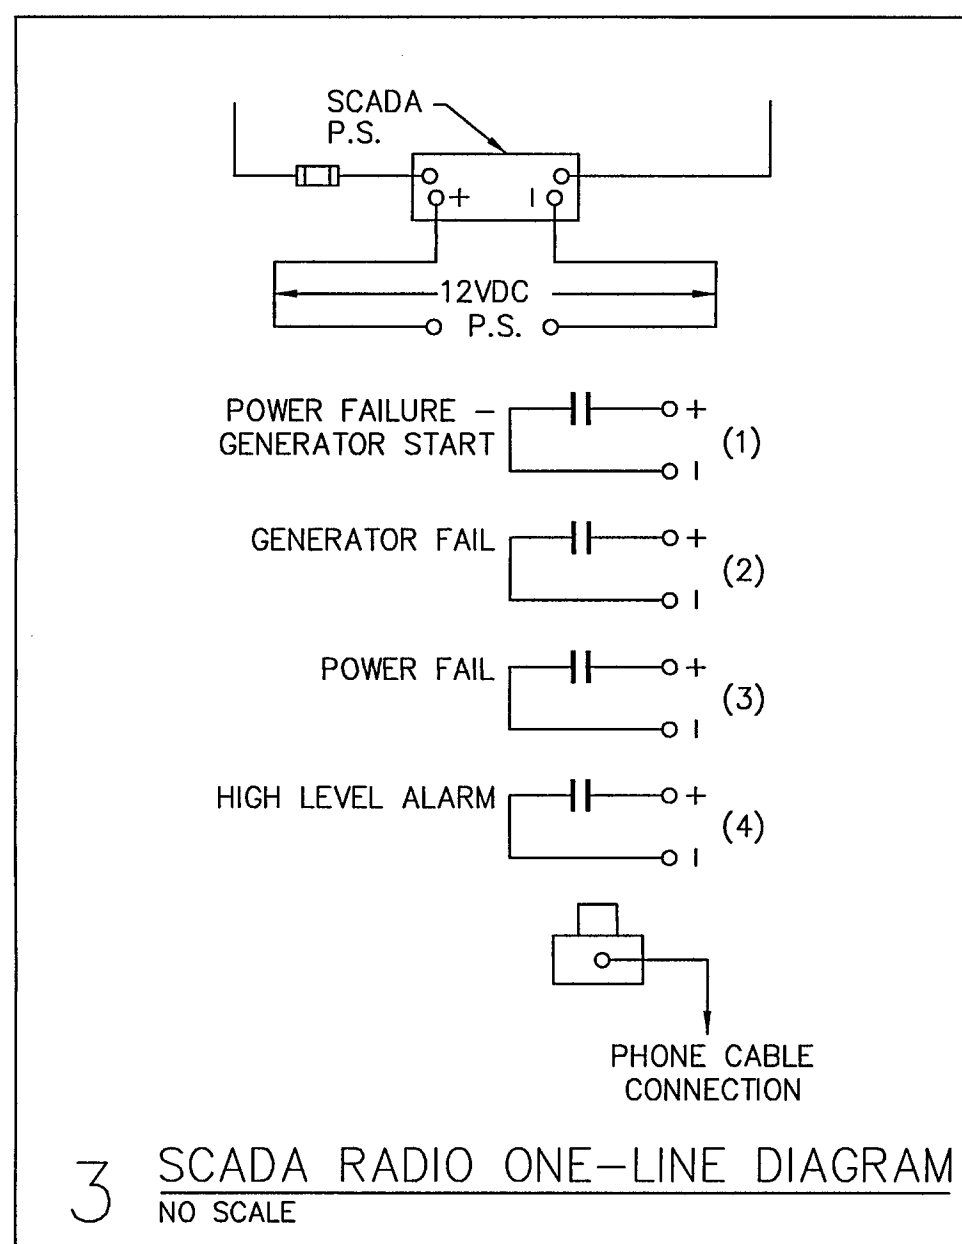 SCADA
P.S.
+ I
12VDC
P.S.
POWER FAILURE -
GENERATOR START
+
(1)
I
GENERATOR FAIL
+
(2)
I
POWER FAIL
+
(3)
I
HIGH LEVEL ALARM
+
(4)
I
PHONE CABLE
CONNECTION
3 SCADA RADIO ONE-LINE DIAGRAM
NO SCALE